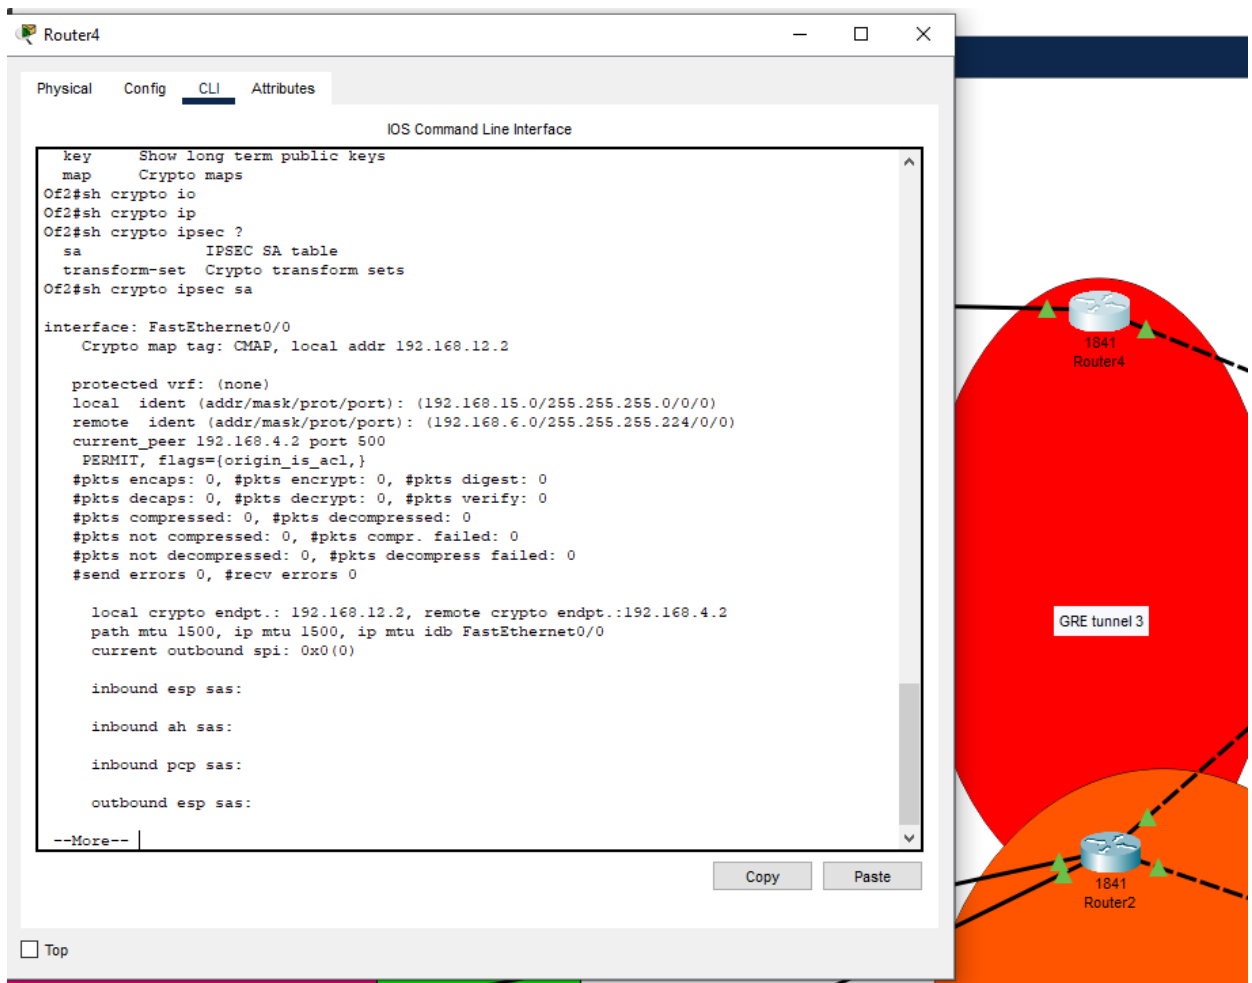 Router4
Physical Config CLI Attributes
IOS Command Line Interface
key Show long term public keys
map Crypto maps
Of2#sh crypto io
Of2#sh crypto ip
Of2#sh crypto ipsec ?
sa IPSEC SA table
transform-set Crypto transform sets
Of2#sh crypto ipsec sa
interface: FastEthernet0/0
Crypto map tag: CMAP, local addr 192.168.12.2
protected vrf: (none)
local ident (addr/mask/prot/port): (192.168.15.0/255.255.255.0/0/0)
remote ident (addr/mask/prot/port): (192.168.6.0/255.255.255.224/0/0)
current_peer 192.168.4.2 port 500
PERMIT, flags={origin_is_acl,}
#pkts encaps: 0, #pkts encrypt: 0, #pkts digest: 0
#pkts decaps: 0, #pkts decrypt: 0, #pkts verify: 0
#pkts compressed: 0, #pkts decompressed: 0
#pkts not compressed: 0, #pkts compr. failed: 0
#pkts not decompressed: 0, #pkts decompress failed: 0
#send errors 0, #recv errors 0
local crypto endpt.: 192.168.12.2, remote crypto endpt.:192.168.4.2
path mtu 1500, ip mtu 1500, ip mtu idb FastEthernet0/0
current outbound spi: 0x0(0)
inbound esp sas:
inbound ah sas:
inbound pcp sas:
outbound esp sas:
--More--
Copy Paste
Top
1841
Router4
GRE tunnel 3
1841
Router2